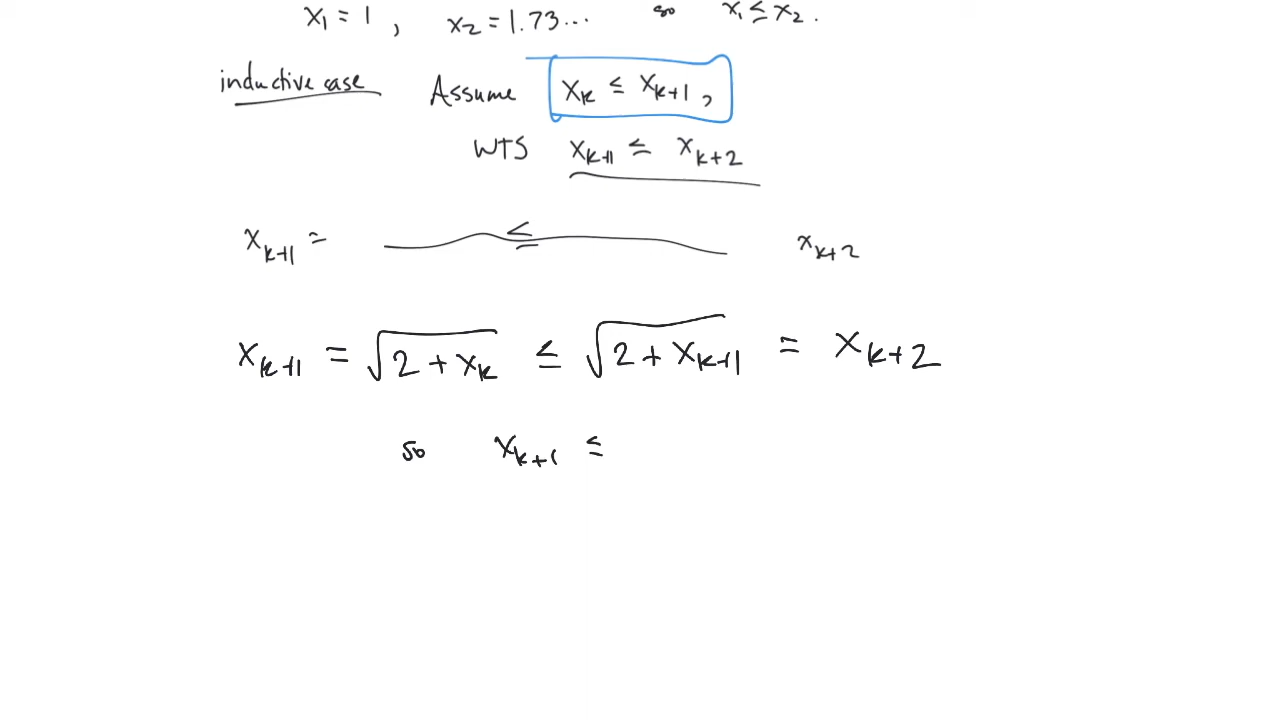 x₁ = 1 , x₂ = 1.73... so x₁ ≤ x₂.
inductive case Assume xₖ ≤ xₖ₊₁,
WTS xₖ₊₁ ≤ xₖ₊₂
xₖ₊₁ = ≤ xₖ₊₂
xₖ₊₁ = √(2 + xₖ) ≤ √(2 + xₖ₊₁) = xₖ₊₂
so xₖ₊₁ ≤